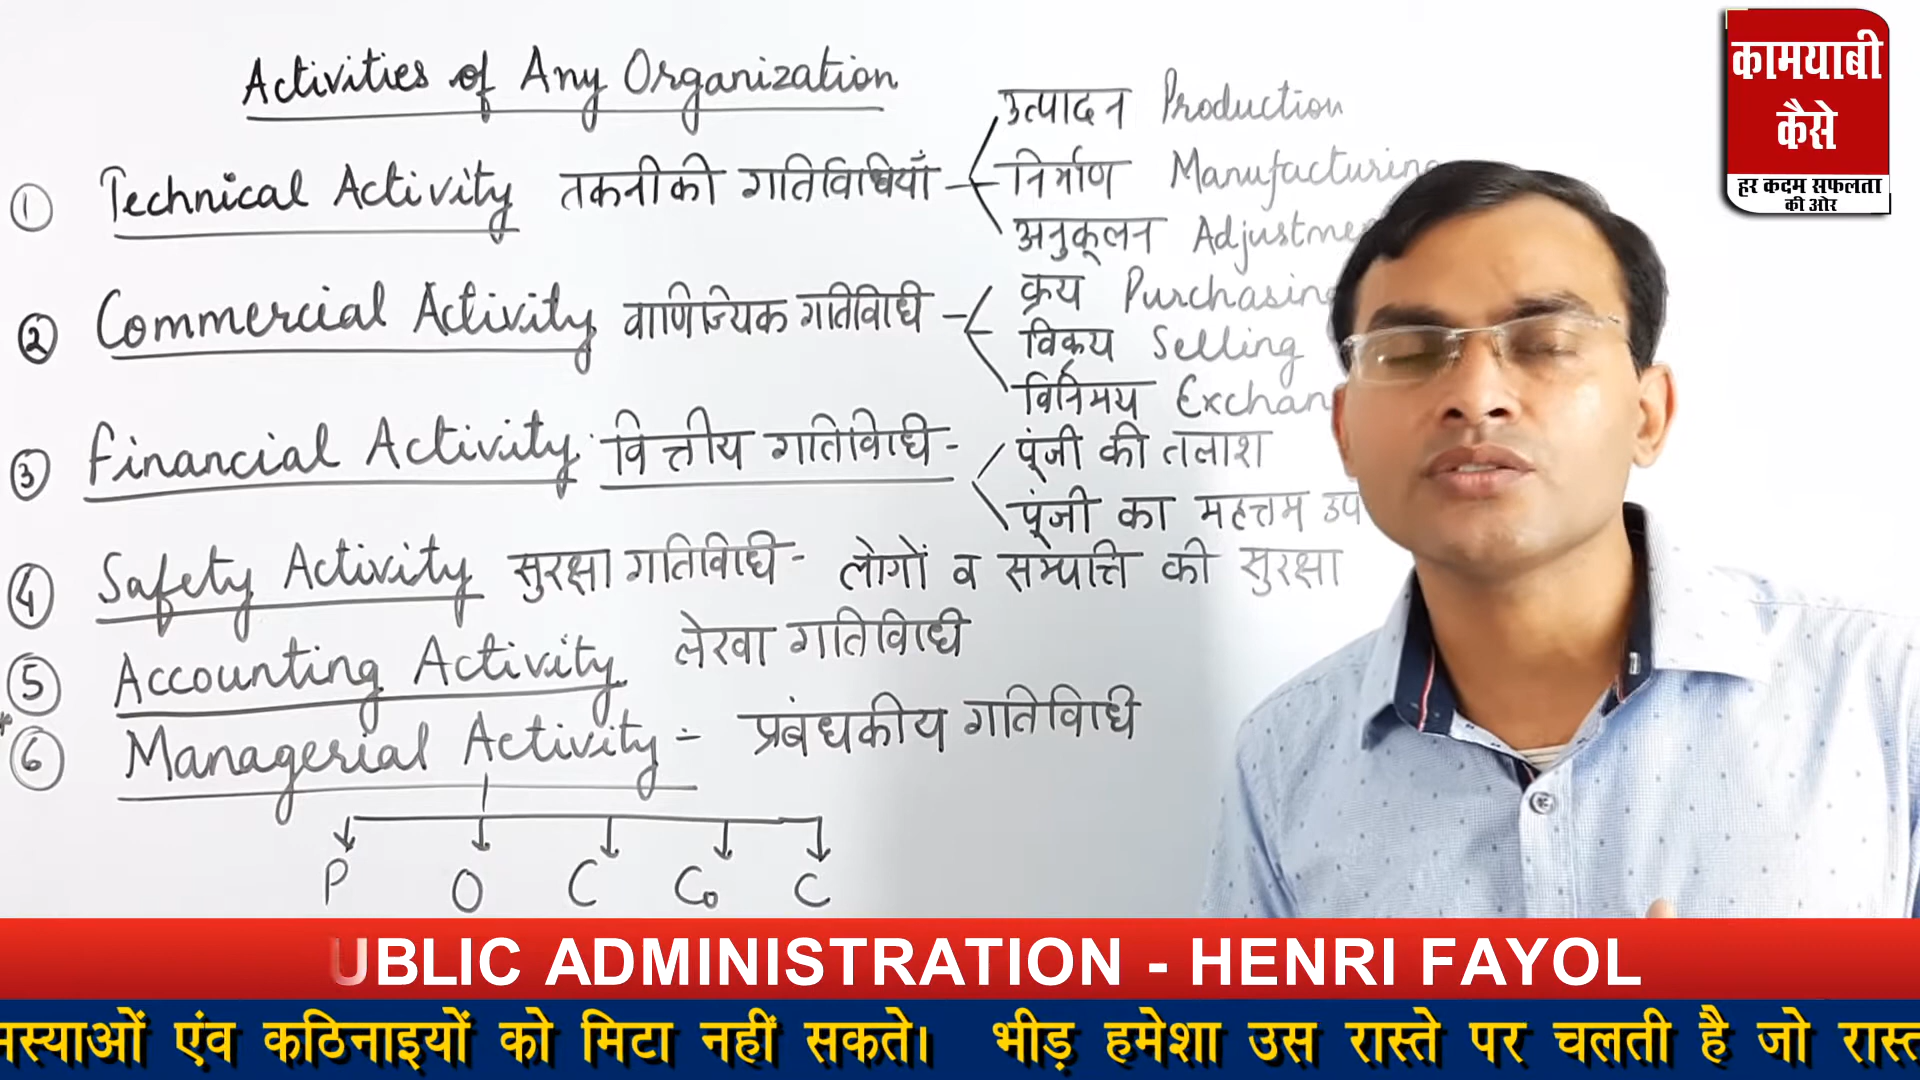 Activities of Any Organization
① Technical Activity तकनीकी गतिविधियाँ
उत्पादन Production
निर्माण Manufacturing
अनुकूलन
② Commercial Activity वाणिज्यिक गतिविधि -
क्रय Purchasing
विक्रय Selling
विनिमय
③ Financial Activity वित्तीय गतिविधि -
पूंजी की तलाश
पूंजी का महत्तम
④ Safety Activity सुरक्षा गतिविधि - लोगों व सम्पत्ति की सुरक्षा
⑤ Accounting Activity लेखा गतिविधि
* ⑥ Managerial Activity - प्रबंधकीय गतिविधि
P O C Co C
कामयाबी
कैसे
हर कदम सफलता
की ओर
UBLIC ADMINISTRATION - HENRI FAYOL
एंव कठिनाइयों को मिटा नहीं सकते। भीड़ हमेशा उस रास्ते पर चलती है जो